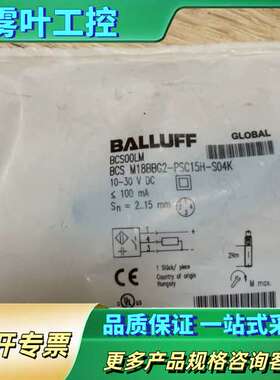 雾叶工控
BALLUFF
GLOBAL
BCS00LM
BCS M18BBG2-PSC15H-S04K
10-30 V DC
≤ 100 mA
Sn = 2...15 mm
2Nm
1 Stück/ piece
Country of origin
Hungary
M max.
品质保证 一站式采
开专票
更多产品规格咨询客